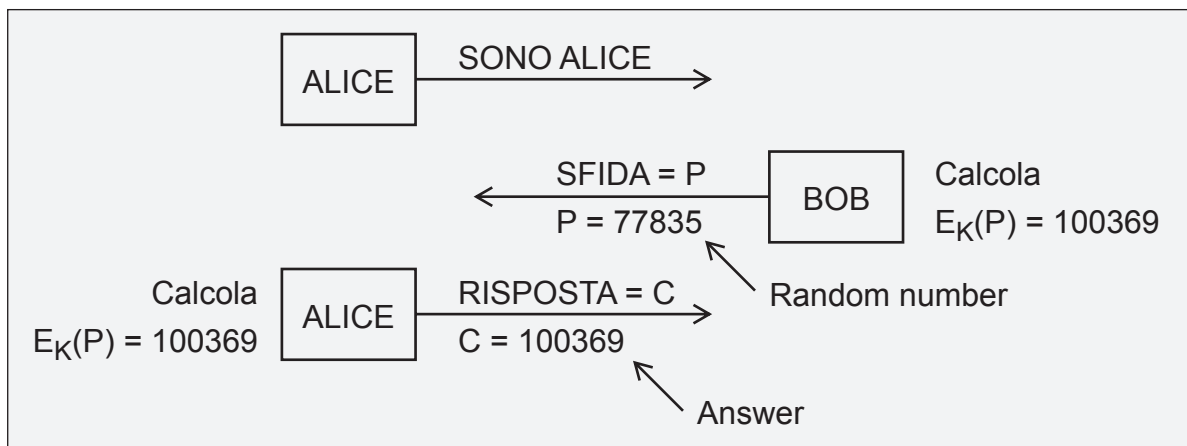 SONO ALICE
ALICE
SFIDA = P
BOB
Calcola
P = 77835
E_K(P) = 100369
Random number
Calcola
E_K(P) = 100369
ALICE
RISPOSTA = C
C = 100369
Answer